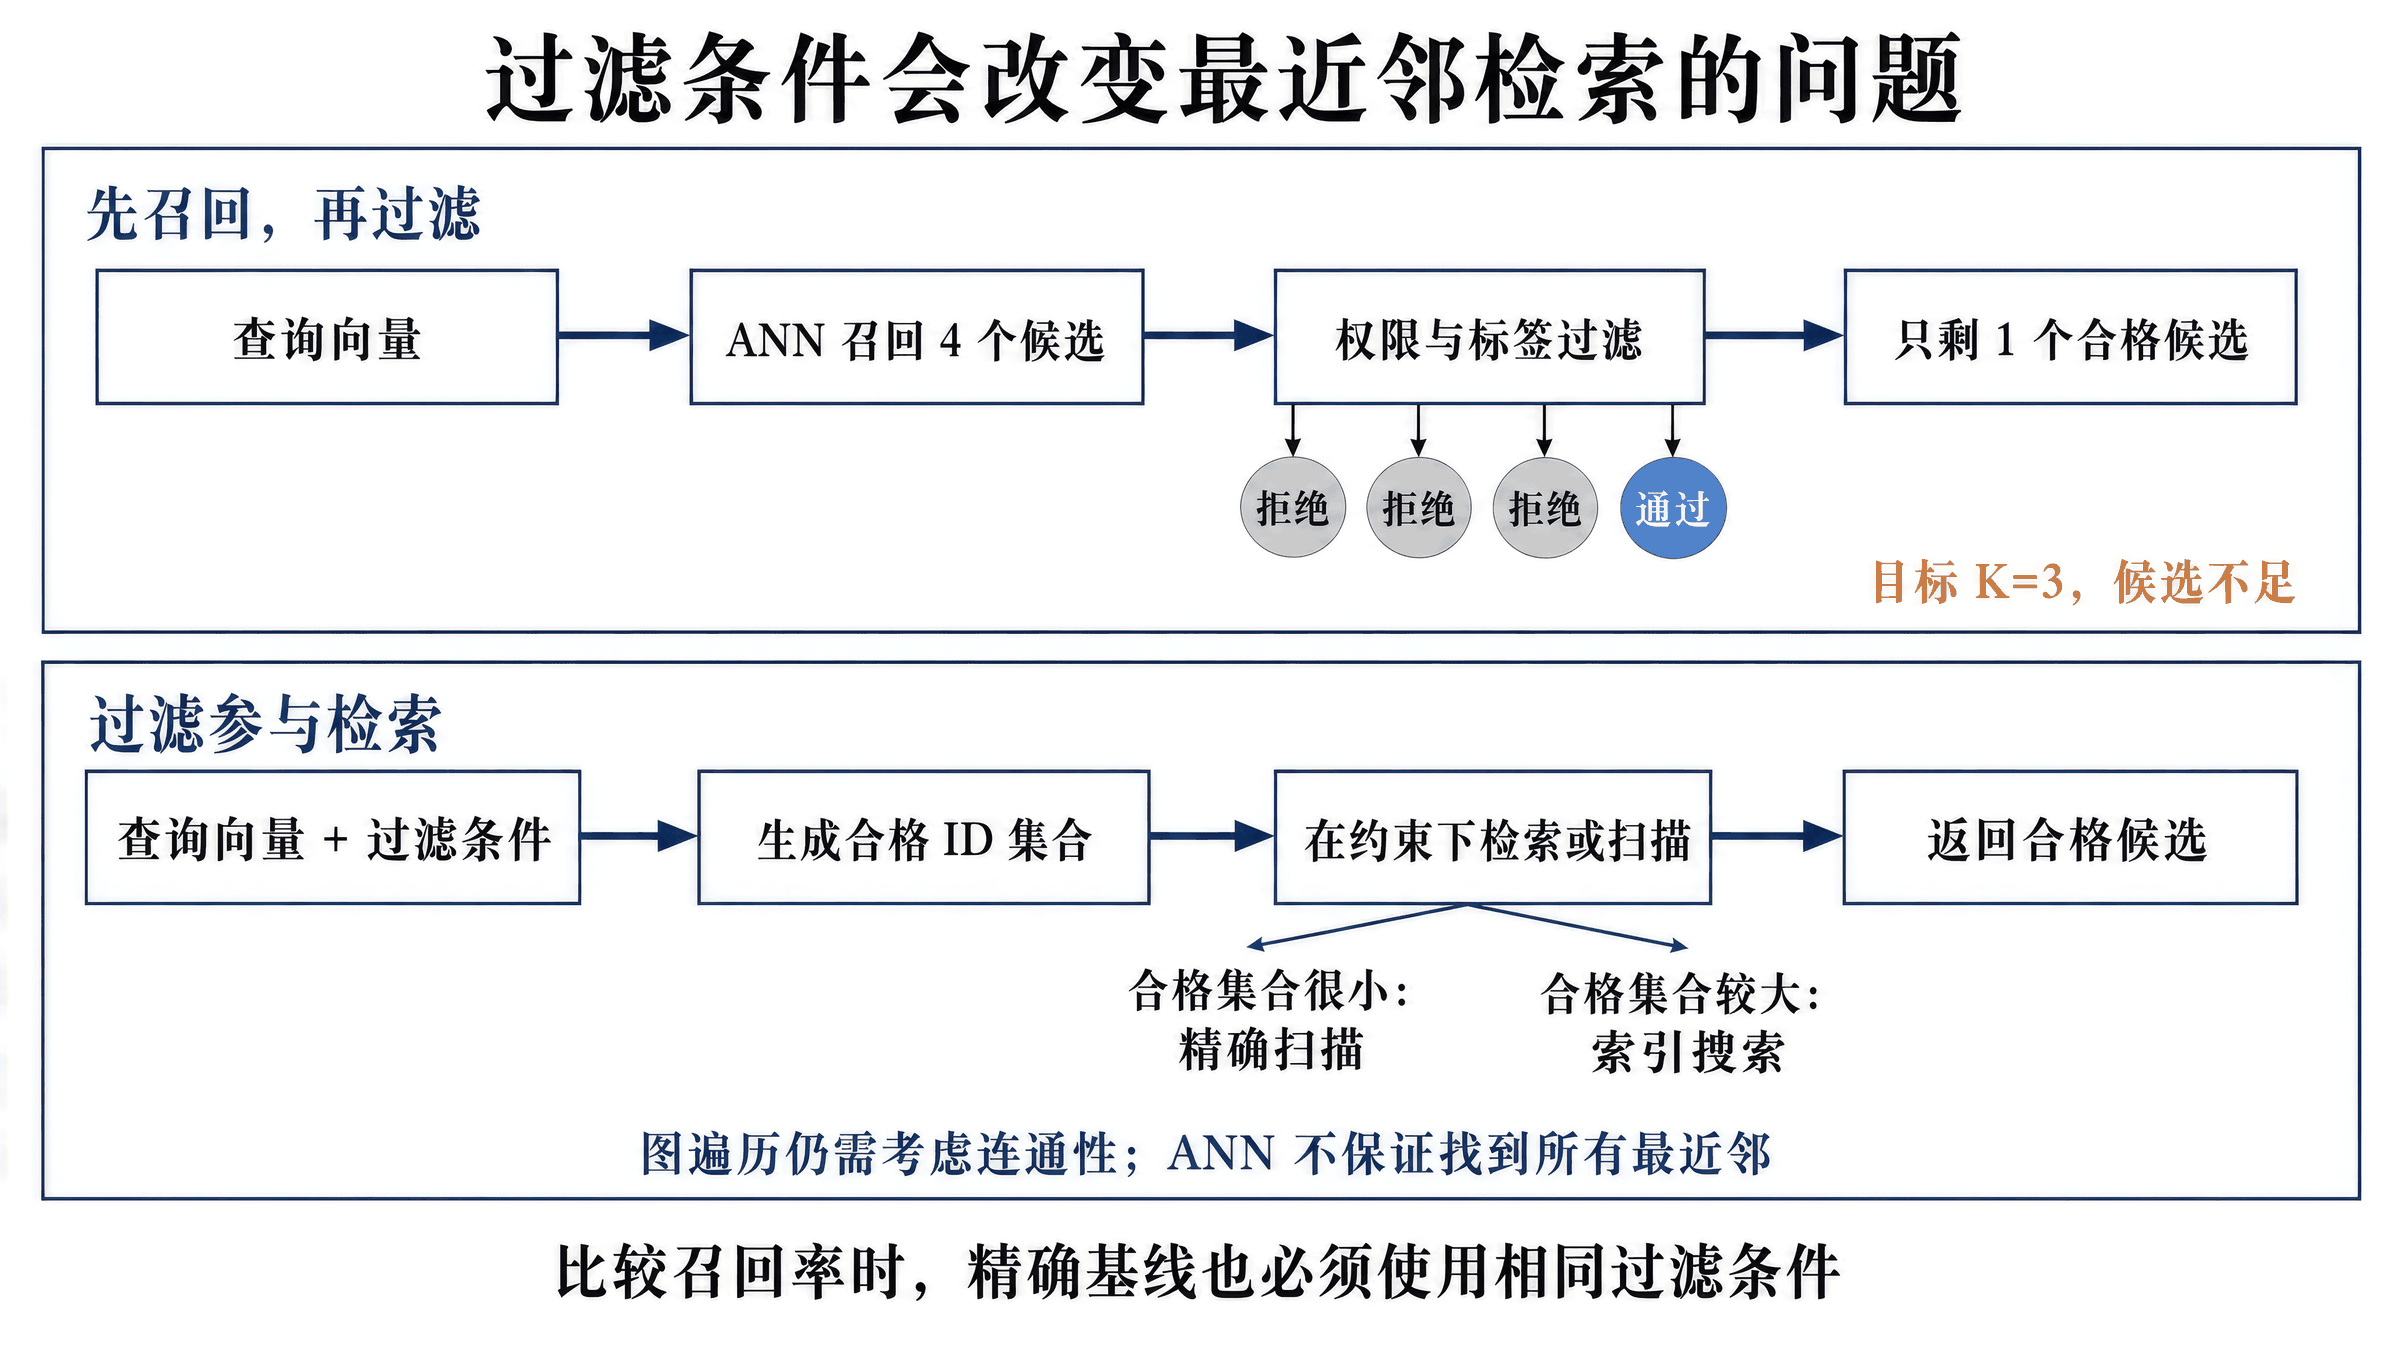 过滤条件会改变最近邻检索的问题
先召回，再过滤
查询向量
ANN 召回 4 个候选
权限与标签过滤
只剩 1 个合格候选
拒绝
拒绝
拒绝
通过
目标 K=3，候选不足
过滤参与检索
查询向量 + 过滤条件
生成合格 ID 集合
在约束下检索或扫描
返回合格候选
合格集合很小：
精确扫描
合格集合较大：
索引搜索
图遍历仍需考虑连通性；ANN 不保证找到所有最近邻
比较召回率时，精确基线也必须使用相同过滤条件